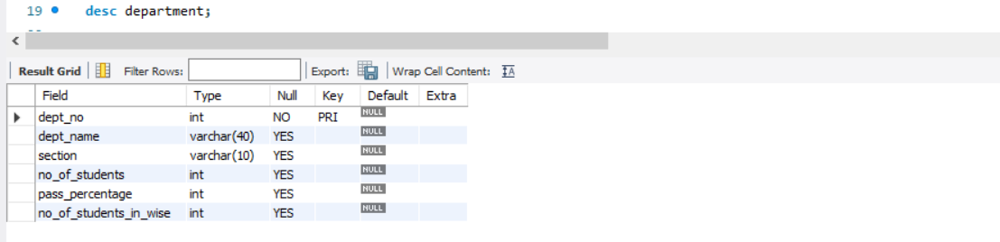 19 desc department;
Result Grid Filter Rows: Export: Wrap Cell Content:
Field Type Null Key Default Extra
dept_no int NO PRI NULL
dept_name varchar(40) YES NULL
section varchar(10) YES NULL
no_of_students int YES NULL
pass_percentage int YES NULL
no_of_students_in_wise int YES NULL